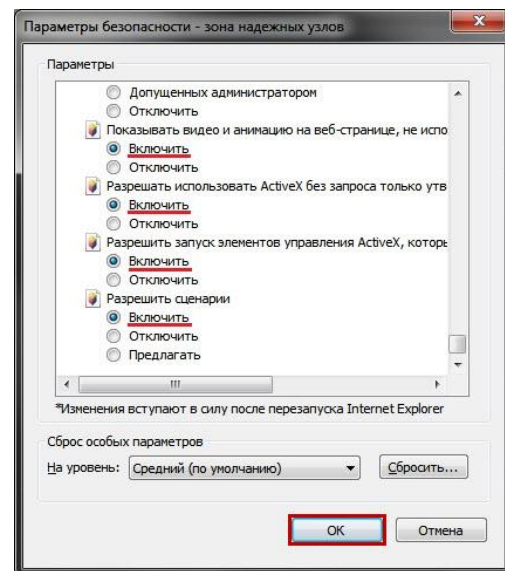 Параметры безопасности - зона надежных узлов
Параметры
Допущенных администратором
Отключить
Показывать видео и анимацию на веб-странице, не испо
Включить
Отключить
Разрешать использовать ActiveX без запроса только утв
Включить
Отключить
Разрешить запуск элементов управления ActiveX, которы
Включить
Отключить
Разрешить сценарии
Включить
Отключить
Предлагать
*Изменения вступают в силу после перезапуска Internet Explorer
Сброс особых параметров
На уровень: Средний (по умолчанию) Сбросить...
ОК Отмена